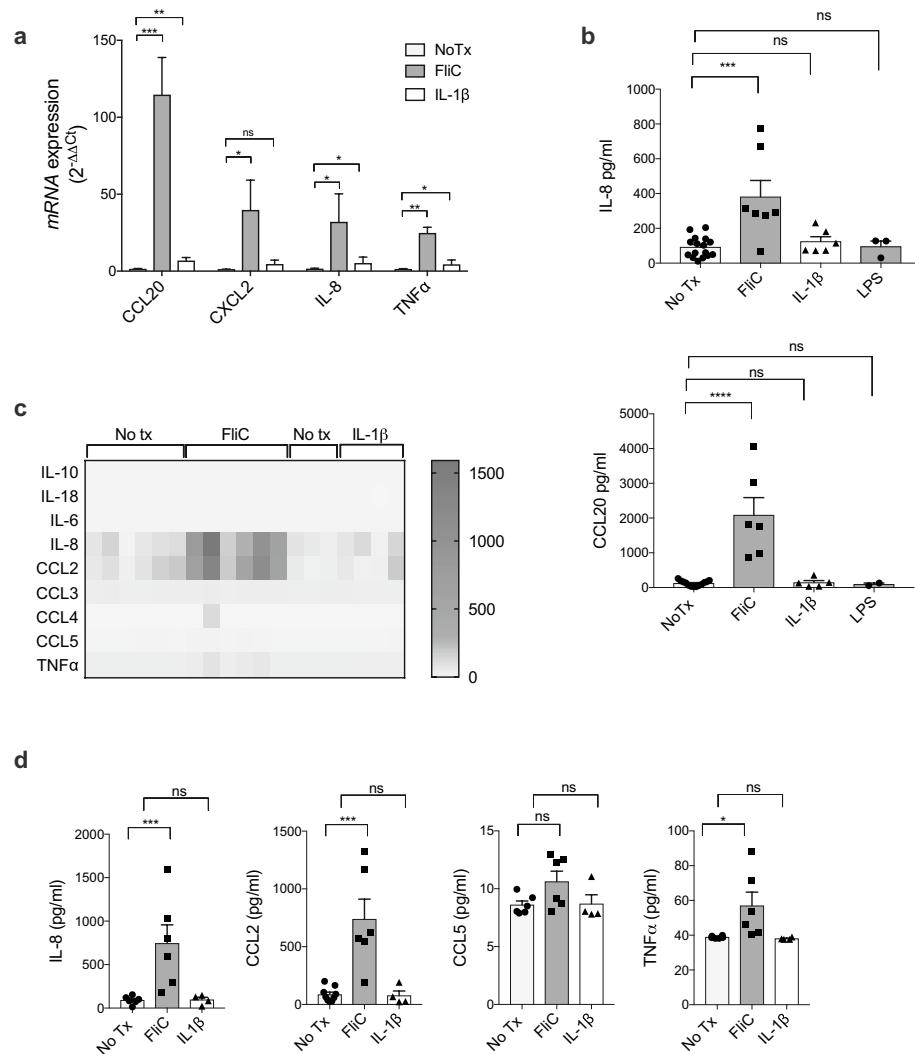 a
mRNA expression
(2-ΔΔCt)
150
100
50
0
**
***
ns
*
*
*
*
**
NoTx
FliC
IL-1β
CCL20
CXCL2
IL-8
TNFα
b
ns
ns
***
IL-8 pg/ml
1000
800
600
400
200
0
No Tx
FliC
IL-1β
LPS
ns
ns
****
CCL20 pg/ml
5000
4000
3000
2000
1000
0
NoTx
FliC
IL-1β
LPS
c
No tx
FliC
No tx
IL-1β
IL-10
IL-18
IL-6
IL-8
CCL2
CCL3
CCL4
CCL5
TNFα
1500
1000
500
0
d
ns
***
IL-8 (pg/ml)
2000
1500
1000
500
0
No Tx
FliC
IL1β
ns
***
CCL2 (pg/ml)
1500
1000
500
0
No Tx
FliC
IL-1β
ns
ns
CCL5 (pg/ml)
15
10
5
0
No Tx
FliC
IL-1β
ns
*
TNFα (pg/ml)
100
80
60
40
20
No Tx
FliC
IL-1β